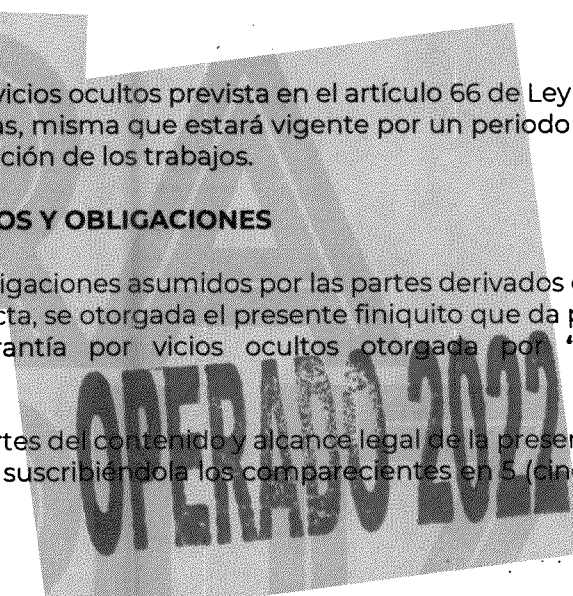 vicios ocultos prevista en el artículo 66 de Ley
as, misma que estará vigente por un periodo
ción de los trabajos.
OS Y OBLIGACIONES
igaciones asumidos por las partes derivados
cta, se otorgada el presente finiquito que da p
rantía por vicios ocultos otorgada por “
OPERADO 2022
rtes del contenido y alcance legal de la presen
suscribiéndola los comparecientes en 5 (cin